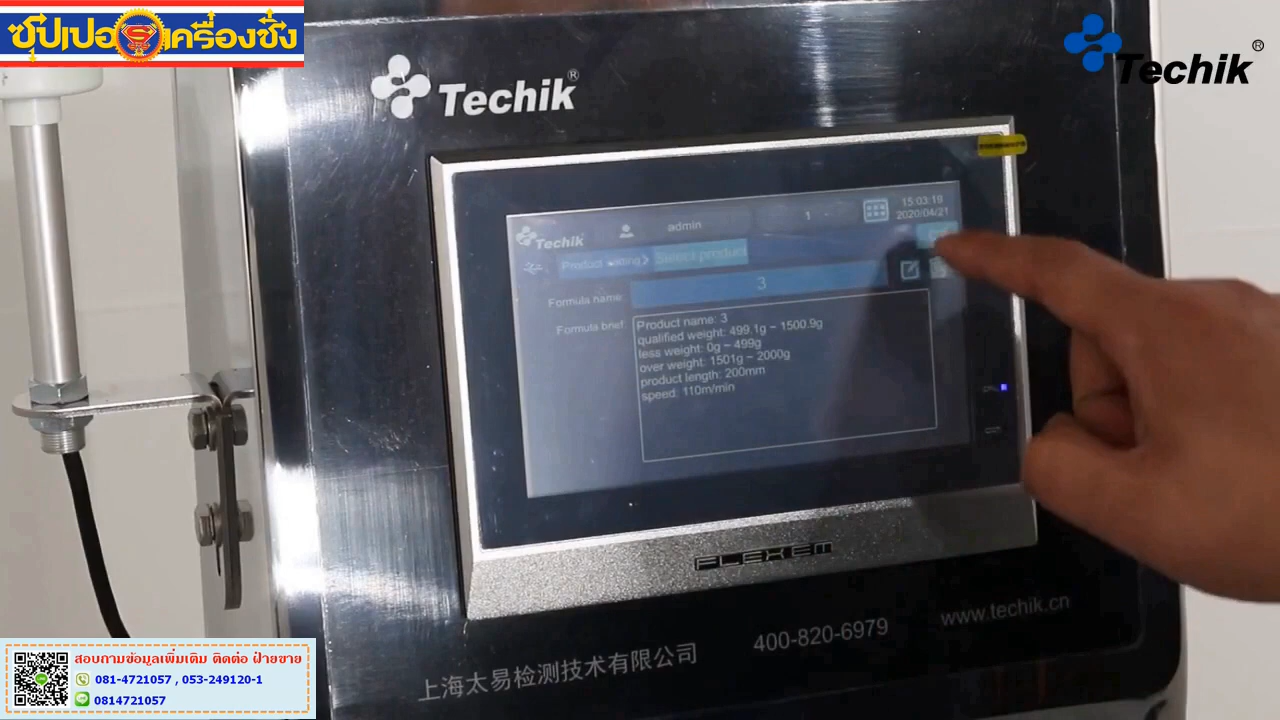 ซุปเปอร์เครื่องชั่ง
Techik®
Techik®
Techik
admin
1
15:03:19
2020/04/21
Product setting > Select product
Formula name:
3
Formula brief:
Product name: 3
qualified weight: 499.1g ~ 1500.9g
less weight: 0g ~ 499g
over weight: 1501g ~ 2000g
product length: 200mm
speed: 110m/min
FLEXEM
上海太易检测技术有限公司
400-820-6979
www.techik.cn
สอบถามข้อมูลเพิ่มเติม ติดต่อ ฝ่ายขาย
081-4721057 , 053-249120-1
0814721057